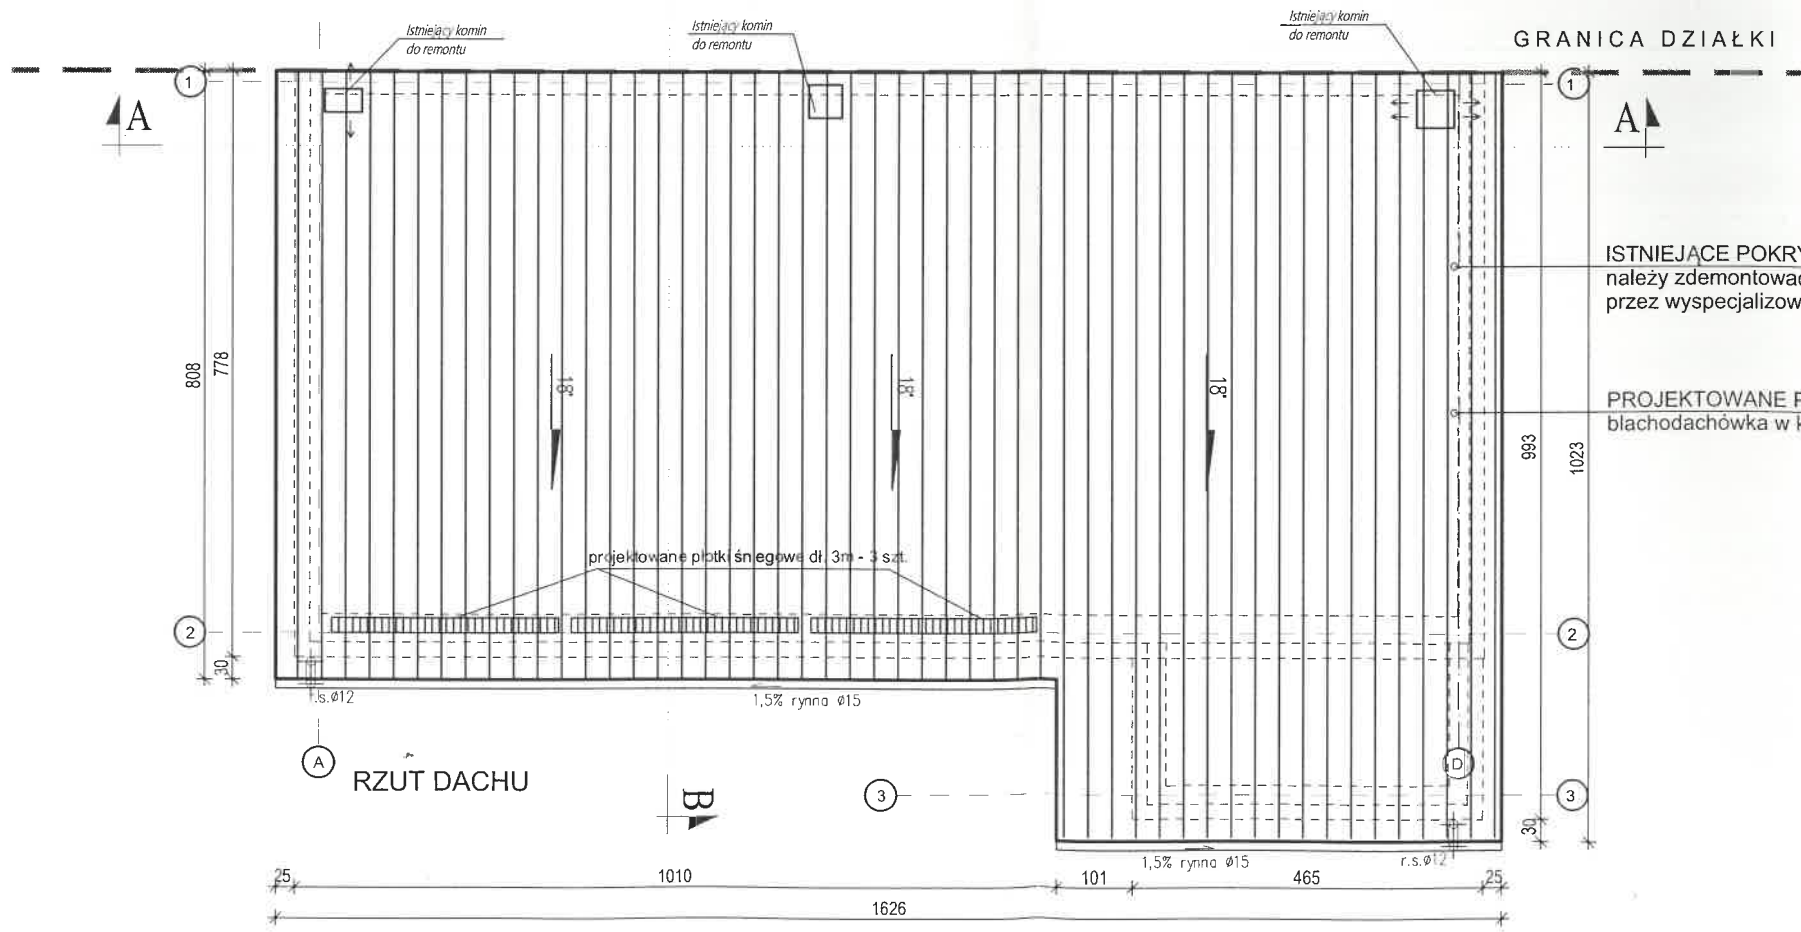 Istniejący komin
do remontu
Istniejący komin
do remontu
Istniejący komin
do remontu
GRANICA DZIAŁKI
1
1
A
A
ISTNIEJĄCE POKRY
należy zdemontować
przez wyspecjalizow
808
778
18°
18°
18°
PROJEKTOWANE P
blachodachówka w k
993
1023
projektowane płotki śniegowe dł. 3m - 3 szt.
2
2
30
r.s.ø12
1,5% rynna ø15
A
RZUT DACHU
B
3
D
3
30
1,5% rynna ø15
r.s.ø12
25
1010
101
465
25
1626